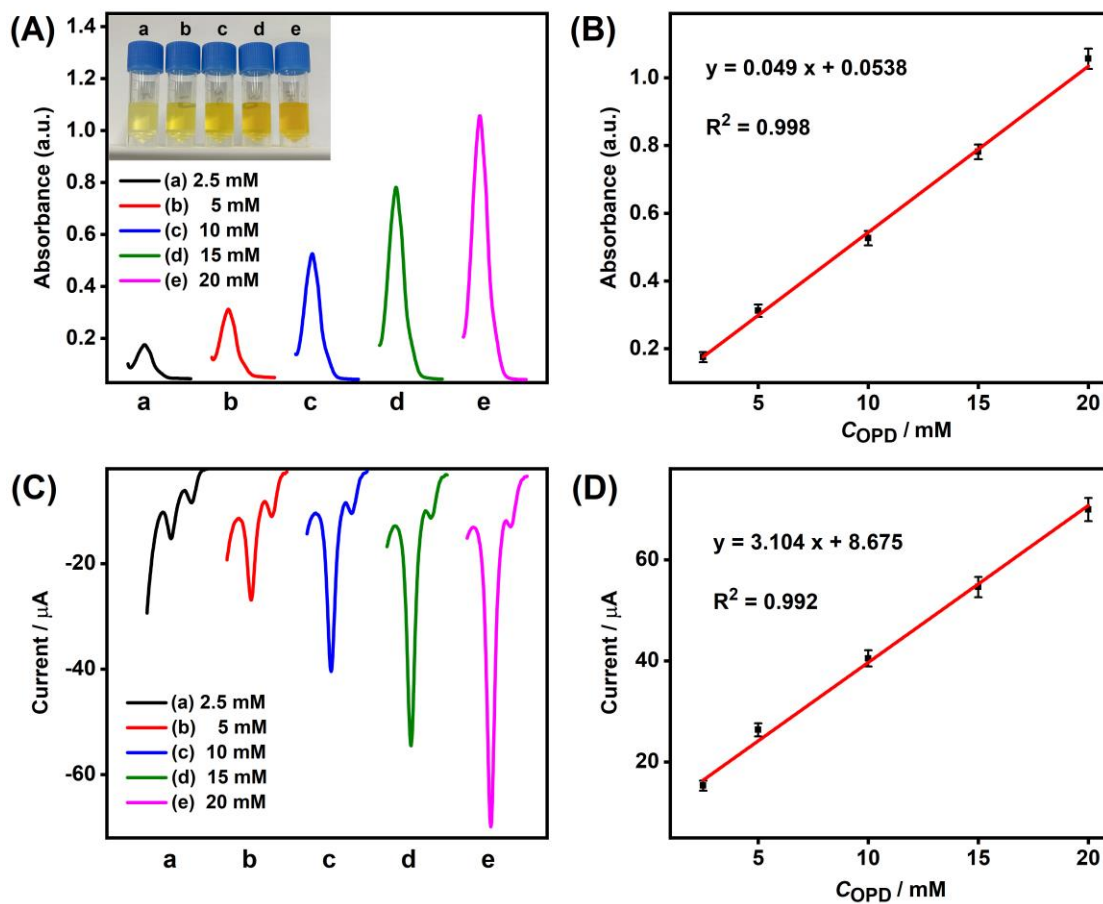 (A)
1.4
1.2
1.0
0.8
0.6
0.4
0.2
Absorbance (a.u.)
a b c d e
(a) 2.5 mM
(b) 5 mM
(c) 10 mM
(d) 15 mM
(e) 20 mM
a b c d e
(B)
1.0
0.8
0.6
0.4
0.2
Absorbance (a.u.)
y = 0.049 x + 0.0538
R² = 0.998
5 10 15 20
C_OPD / mM
(C)
-20
-40
-60
Current / μA
(a) 2.5 mM
(b) 5 mM
(c) 10 mM
(d) 15 mM
(e) 20 mM
a b c d e
(D)
60
40
20
Current / μA
y = 3.104 x + 8.675
R² = 0.992
5 10 15 20
C_OPD / mM